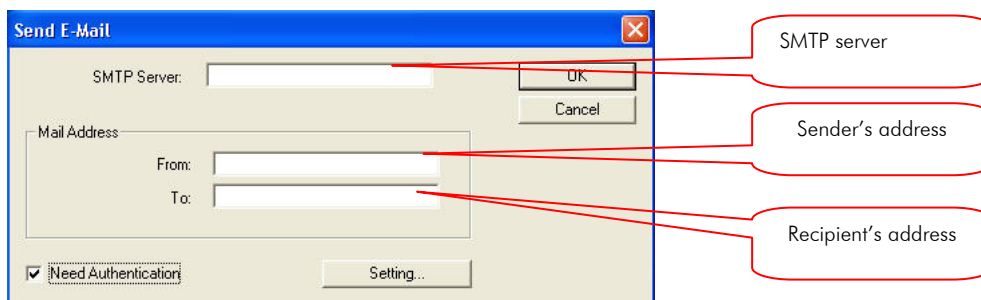 Send E-Mail
SMTP server
SMTP Server:
OK
Cancel
Mail Address
Sender's address
From:
To:
Recipient's address
Need Authentication
Setting...